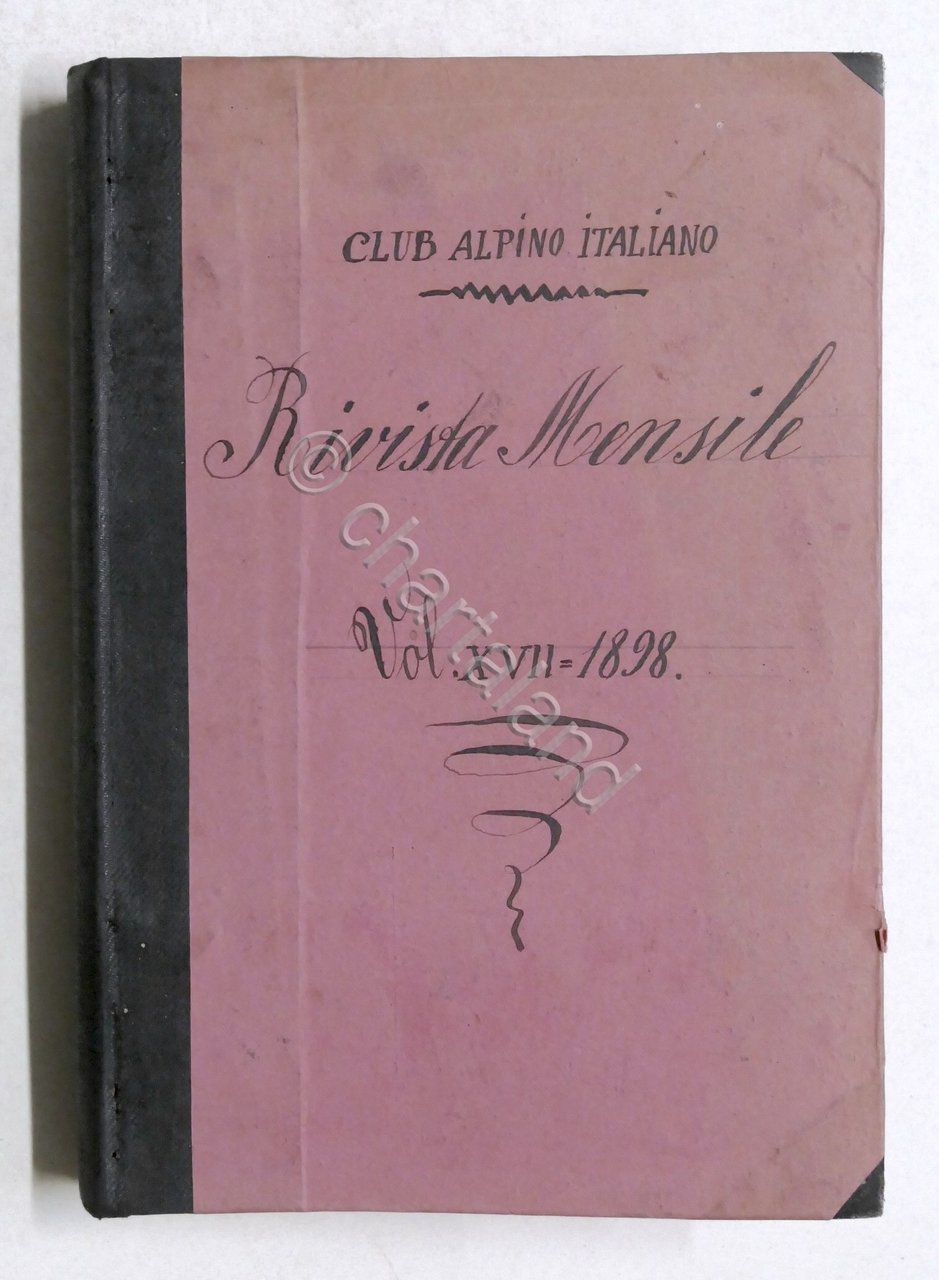 CLUB ALPINO ITALIANO
Rivista Mensile
Vol. XVII = 1898.
© chartaland